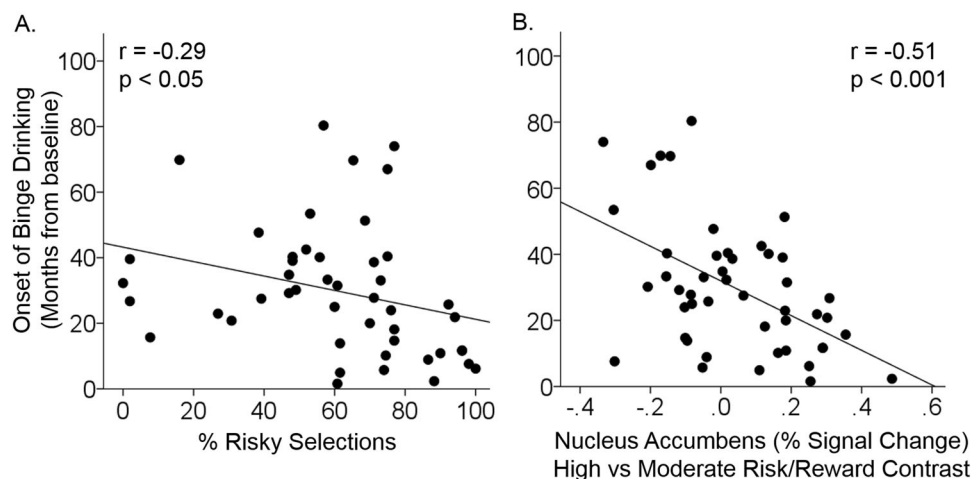 A.
r = -0.29
p < 0.05
Onset of Binge Drinking
(Months from baseline)
100
80
60
40
20
0
0
20
40
60
80
100
% Risky Selections
B.
r = -0.51
p < 0.001
100
80
60
40
20
0
-.4
-.2
.0
.2
.4
.6
Nucleus Accumbens (% Signal Change)
High vs Moderate Risk/Reward Contrast